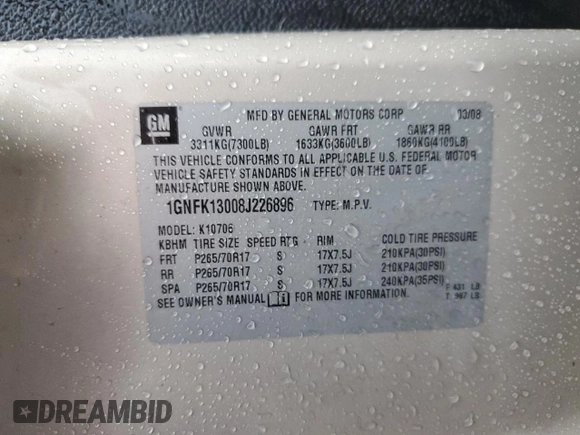 GM
MFD BY GENERAL MOTORS CORP 03/08
GVWR GAWR FRT GAWR RR
3311KG(7300LB) 1633KG(3600LB) 1860KG(4100LB)
THIS VEHICLE CONFORMS TO ALL APPLICABLE U.S. FEDERAL MOTOR
VEHICLE SAFETY STANDARDS IN EFFECT ON THE DATE OF
MANUFACTURE SHOWN ABOVE.
1GNFK13008J226896 TYPE: M.P.V.
MODEL: K10706
KBHM TIRE SIZE SPEED RTG RIM COLD TIRE PRESSURE
FRT P265/70R17 S 17X7.5J 210KPA(30PSI)
RR P265/70R17 S 17X7.5J 210KPA(30PSI)
SPA P265/70R17 S 17X7.5J 240KPA(35PSI)
SEE OWNER'S MANUAL FOR MORE INFORMATION.
F 431 LB
T 967 LB
DREAMBID